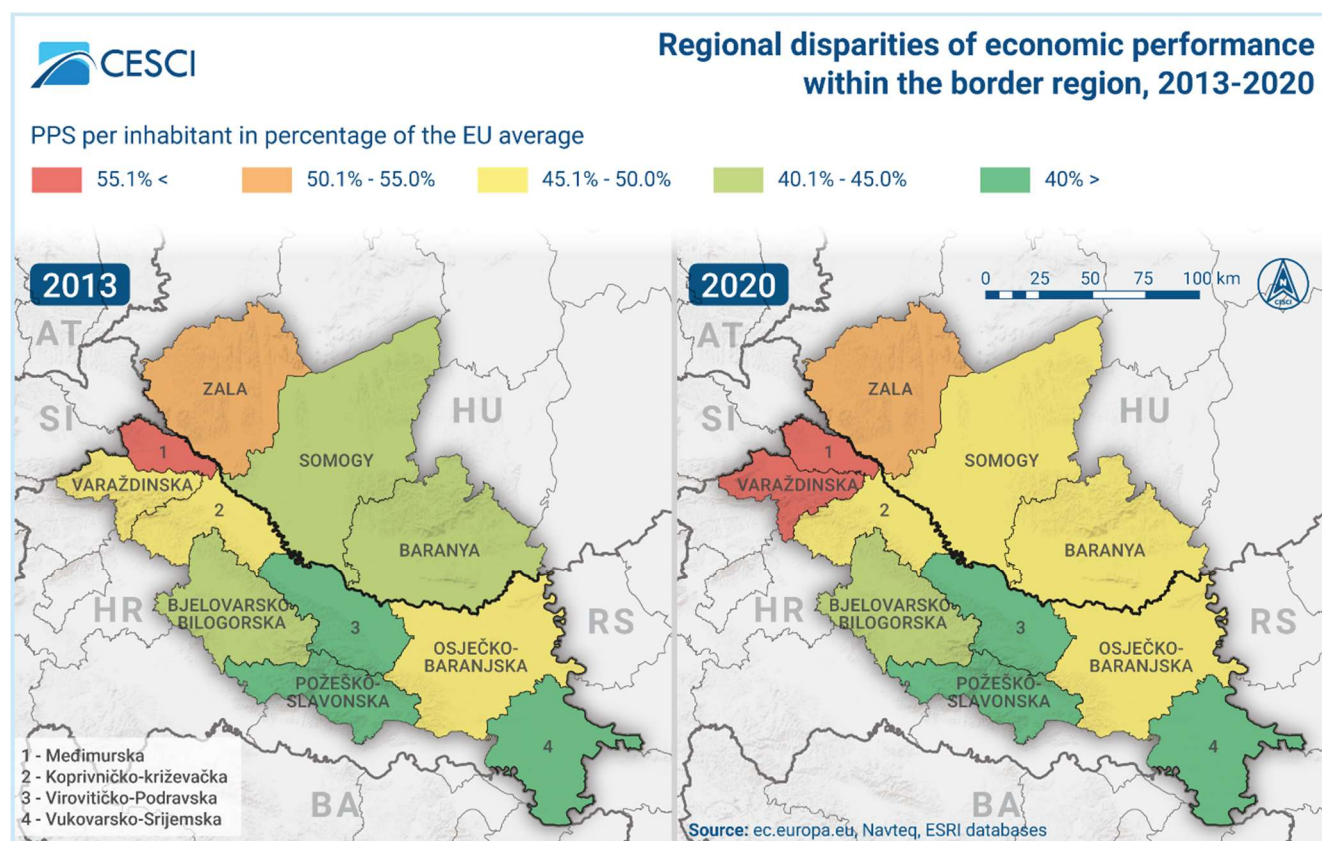 CESCI
Regional disparities of economic performance
within the border region, 2013-2020
PPS per inhabitant in percentage of the EU average
55.1% <
50.1% - 55.0%
45.1% - 50.0%
40.1% - 45.0%
40% >
2013
AT
SI
HU
HR
RS
BA
ZALA
SOMOGY
1
VARAŽDINSKA
2
BARANYA
BJELOVARSKO-
BILOGORSKA
3
OSJEČKO-
BARANJSKA
POŽEŠKO-
SLAVONSKA
4
1 - Međimurska
2 - Koprivničko-križevačka
3 - Virovitičko-Podravska
4 - Vukovarsko-Srijemska
2020
0 25 50 75 100 km
N
CESCI
AT
SI
HU
HR
RS
BA
ZALA
SOMOGY
1
VARAŽDINSKA
2
BARANYA
BJELOVARSKO-
BILOGORSKA
3
OSJEČKO-
BARANJSKA
POŽEŠKO-
SLAVONSKA
4
Source: ec.europa.eu, Navteq, ESRI databases